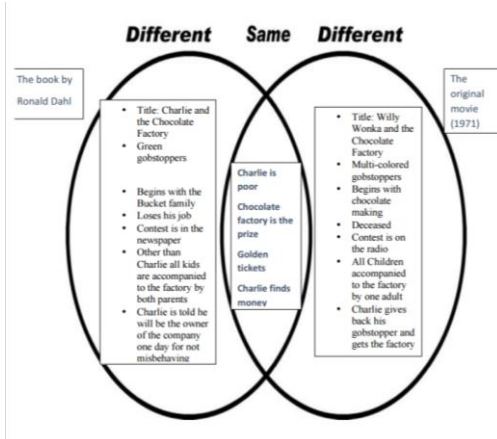 Different Same Different
The book by
Ronald Dahl
• Title: Charlie and
the Chocolate
Factory
• Green
gobstoppers
• Begins with the
Bucket family
• Loses his job
• Contest is in the
newspaper
• Other than
Charlie all kids
are accompanied
to the factory by
both parents
• Charlie is told he
will be the owner
of the company
one day for not
misbehaving
Charlie is
poor
Chocolate
factory is the
prize
Golden
tickets
Charlie finds
money
• Title: Willy
Wonka and the
Chocolate
Factory
• Multi-colored
gobstoppers
• Begins with
chocolate
making
• Deceased
• Contest is on
the radio
• All Children
accompanied
to the factory
by one adult
• Charlie gives
back his
gobstopper and
gets the factory
The
original
movie
(1971)